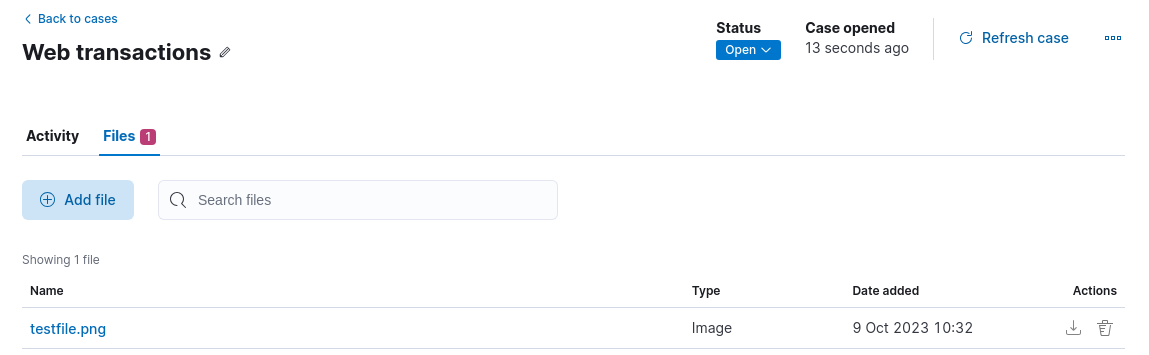 Back to cases
Web transactions
Status
Open
Case opened
13 seconds ago
Refresh case
Activity
Files 1
Add file
Search files
Showing 1 file
Name Type Date added Actions
testfile.png Image 9 Oct 2023 10:32